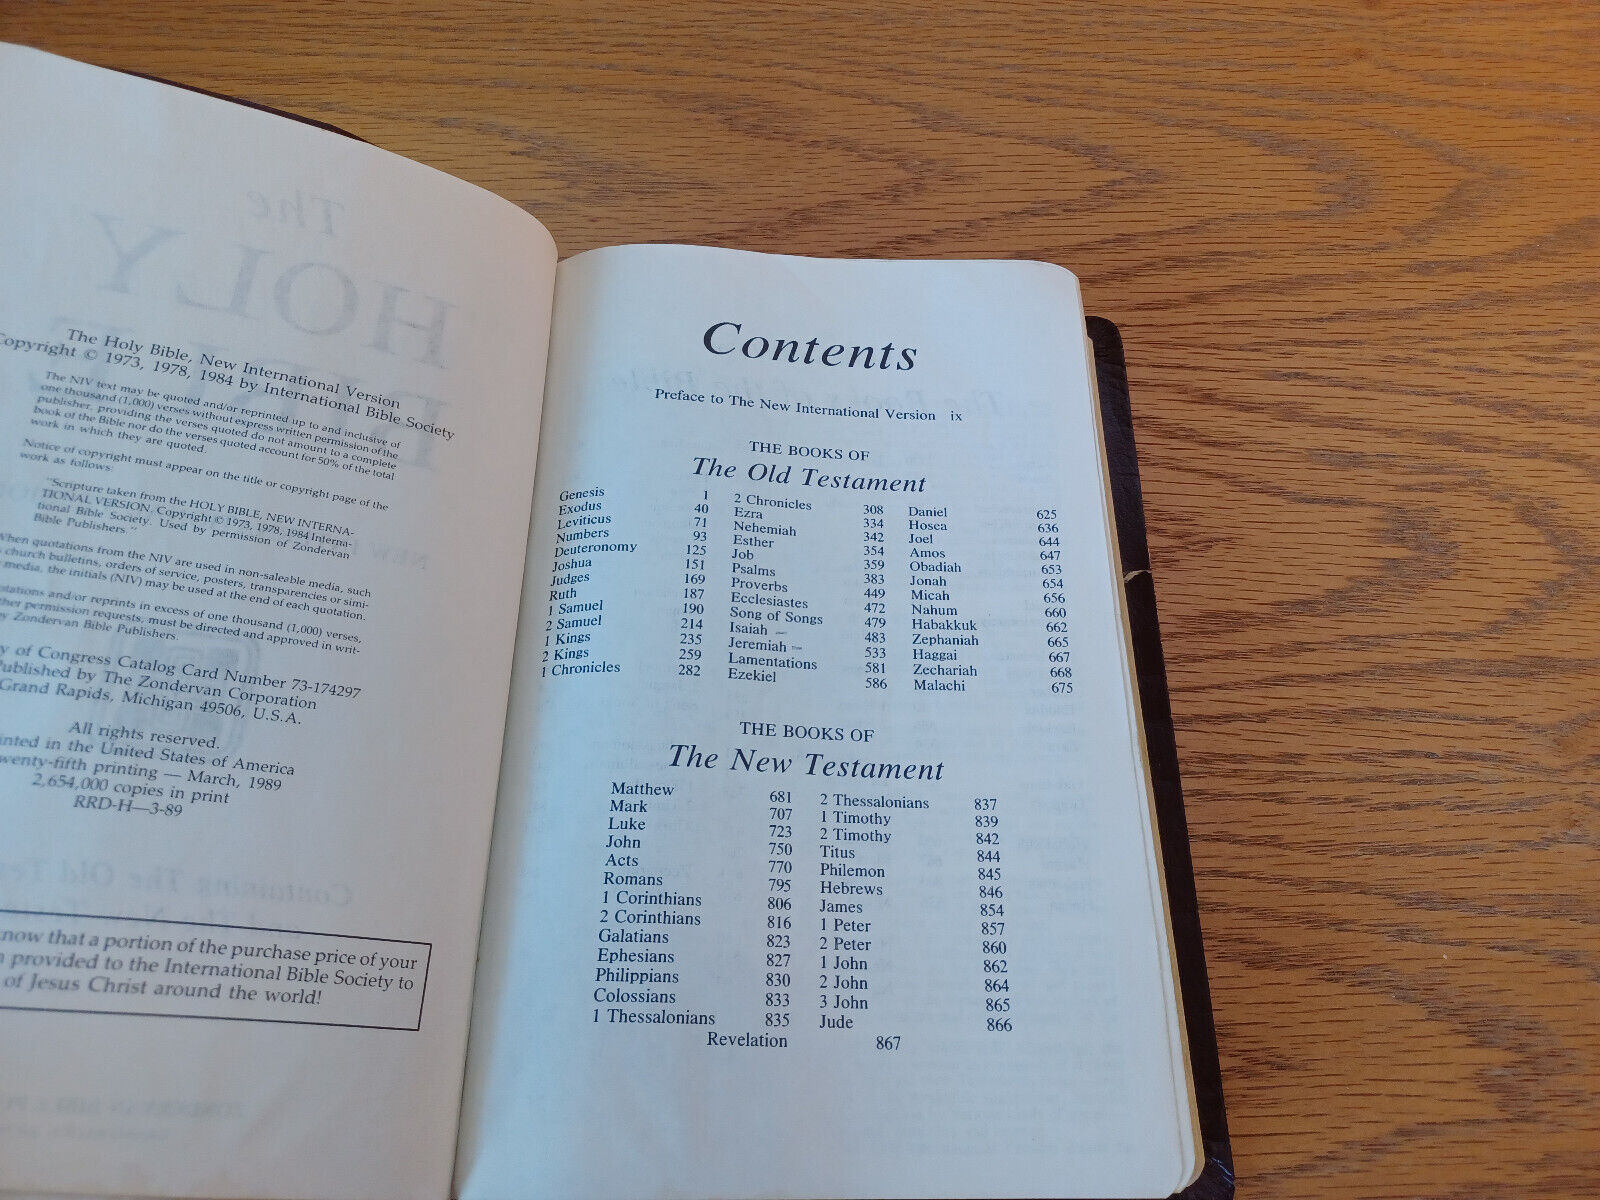 The Holy Bible, New International Version
Copyright © 1973, 1978, 1984 by International Bible Society
The NIV text may be quoted and/or reprinted up to and inclusive of
one thousand (1,000) verses without express written permission of the
publisher, providing the verses quoted do not amount to a complete
book of the Bible nor do the verses quoted account for 50% of the total
work in which they are quoted.
Notice of copyright must appear on the title or copyright page of the
work as follows:
"Scripture taken from the HOLY BIBLE, NEW INTERNA-
TIONAL VERSION. Copyright © 1973, 1978, 1984 Interna-
tional Bible Society. Used by permission of Zondervan
Bible Publishers."
When quotations from the NIV are used in non-saleable media, such
church bulletins, orders of service, posters, transparencies or simi-
media, the initials (NIV) may be used at the end of each quotation.
and/or reprints in excess of one thousand (1,000) verses,
permission requests, must be directed and approved in writ-
by Zondervan Bible Publishers.
of Congress Catalog Card Number 73-174297
Published by The Zondervan Corporation
Grand Rapids, Michigan 49506, U.S.A.
All rights reserved.
in the United States of America
printing — March, 1989
2,654,000 copies in print
RRD-H—3-89
know that a portion of the purchase price of your
provided to the International Bible Society to
of Jesus Christ around the world!
Contents
Preface to The New International Version ix
THE BOOKS OF
The Old Testament
Genesis 1
Exodus 40
Leviticus 71
Numbers 93
Deuteronomy 125
Joshua 151
Judges 169
Ruth 187
1 Samuel 190
2 Samuel 214
1 Kings 235
2 Kings 259
1 Chronicles 282
2 Chronicles 308
Ezra 334
Nehemiah 342
Esther 354
Job 359
Psalms 383
Proverbs 449
Ecclesiastes 472
Song of Songs 479
Isaiah 483
Jeremiah 533
Lamentations 581
Ezekiel 586
Daniel 625
Hosea 636
Joel 644
Amos 647
Obadiah 653
Jonah 654
Micah 656
Nahum 660
Habakkuk 662
Zephaniah 665
Haggai 667
Zechariah 668
Malachi 675
THE BOOKS OF
The New Testament
Matthew 681
Mark 707
Luke 723
John 750
Acts 770
Romans 795
1 Corinthians 806
2 Corinthians 816
Galatians 823
Ephesians 827
Philippians 830
Colossians 833
1 Thessalonians 835
2 Thessalonians 837
1 Timothy 839
2 Timothy 842
Titus 844
Philemon 845
Hebrews 846
James 854
1 Peter 857
2 Peter 860
1 John 862
2 John 864
3 John 865
Jude 866
Revelation 867